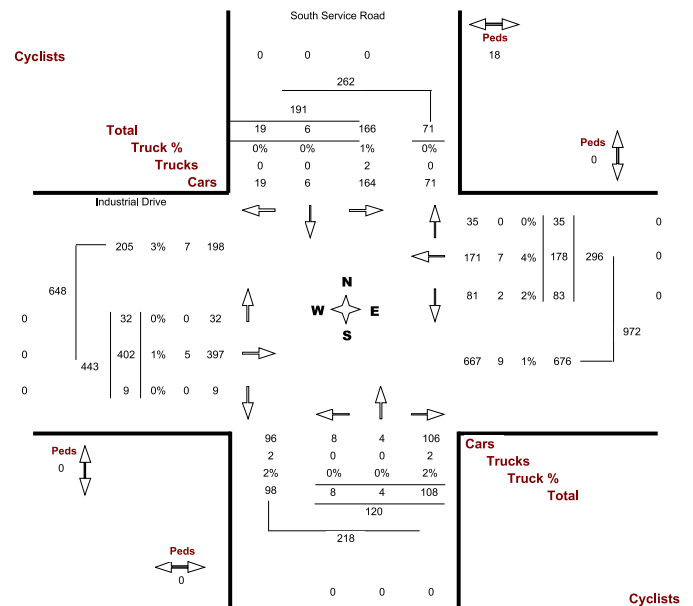 South Service Road
Peds
18
Cyclists
0 0 0
262
191
Total 19 6 166 71
Truck % 0% 0% 1% 0%
Trucks 0 0 2 0
Cars 19 6 164 71
Peds
0
Industrial Drive
35 0 0% 35 0
205 3% 7 198
171 7 4% 178 296 0
81 2 2% 83 0
648
N
W E
S
0 32 0% 0 32
972
0 402 1% 5 397
443
667 9 1% 676
0 9 0% 0 9
96 8 4 106 Cars
2 0 0 2 Trucks
2% 0% 0% 2% Truck %
98 8 4 108 Total
Peds
0
120
218
Peds
0
0 0 0
Cyclists